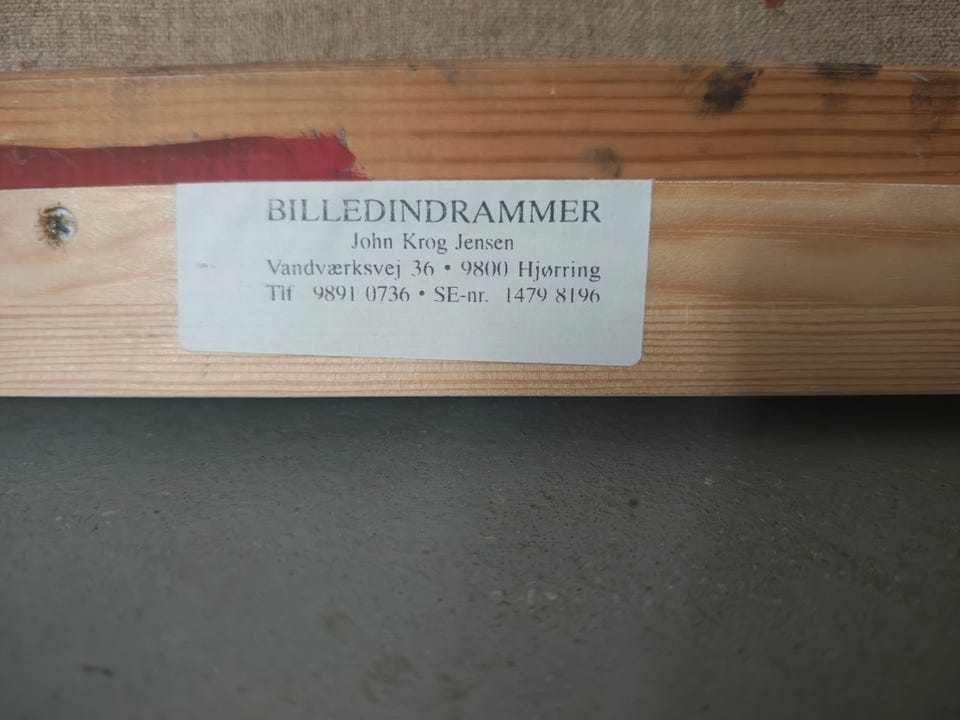 BILLEDINDRAMMER
John Krog Jensen
Vandværksvej 36 • 9800 Hjørring
Tlf 9891 0736 • SE-nr. 1479 8196